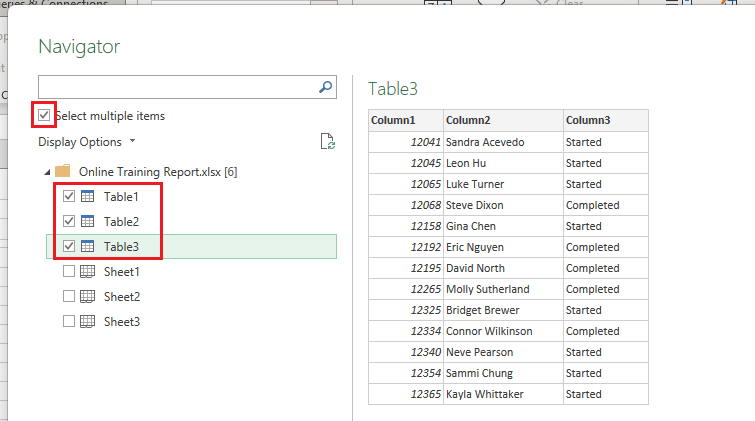 eries & Connections
Clear
Navigator
Select multiple items
Display Options
Online Training Report.xlsx [6]
Table1
Table2
Table3
Sheet1
Sheet2
Sheet3
Table3
Column1 Column2 Column3
12041 Sandra Acevedo Started
12045 Leon Hu Started
12065 Luke Turner Started
12068 Steve Dixon Completed
12158 Gina Chen Started
12192 Eric Nguyen Completed
12195 David North Completed
12265 Molly Sutherland Completed
12325 Bridget Brewer Started
12334 Connor Wilkinson Completed
12340 Neve Pearson Started
12354 Sammi Chung Started
12365 Kayla Whittaker Started